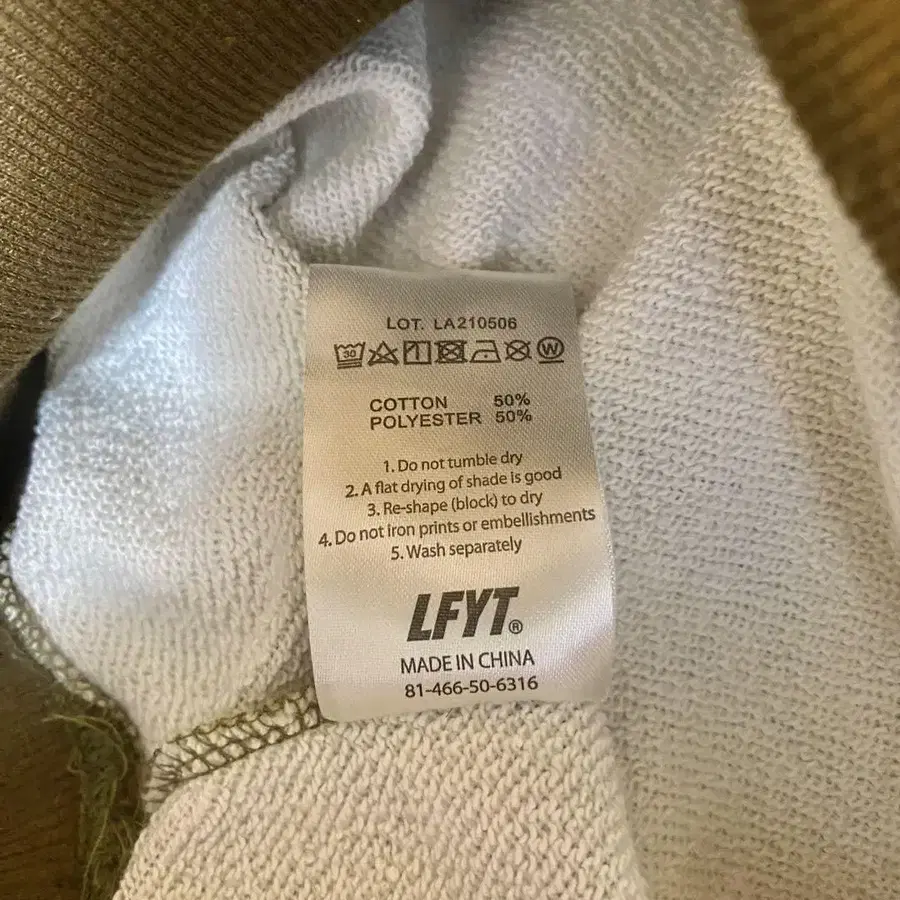 LOT. LA210506
30 W
COTTON 50%
POLYESTER 50%
1. Do not tumble dry
2. A flat drying of shade is good
3. Re-shape (block) to dry
4. Do not iron prints or embellishments
5. Wash separately
LFYT®
MADE IN CHINA
81-466-50-6316